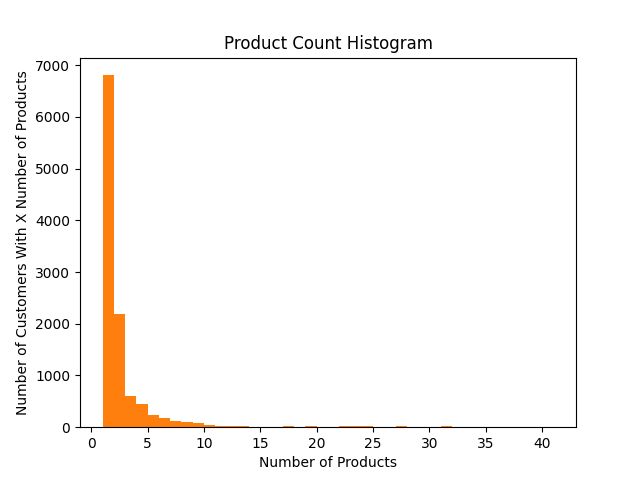 Product Count Histogram
Number of Customers With X Number of Products
7000
6000
5000
4000
3000
2000
1000
0
0 5 10 15 20 25 30 35 40
Number of Products